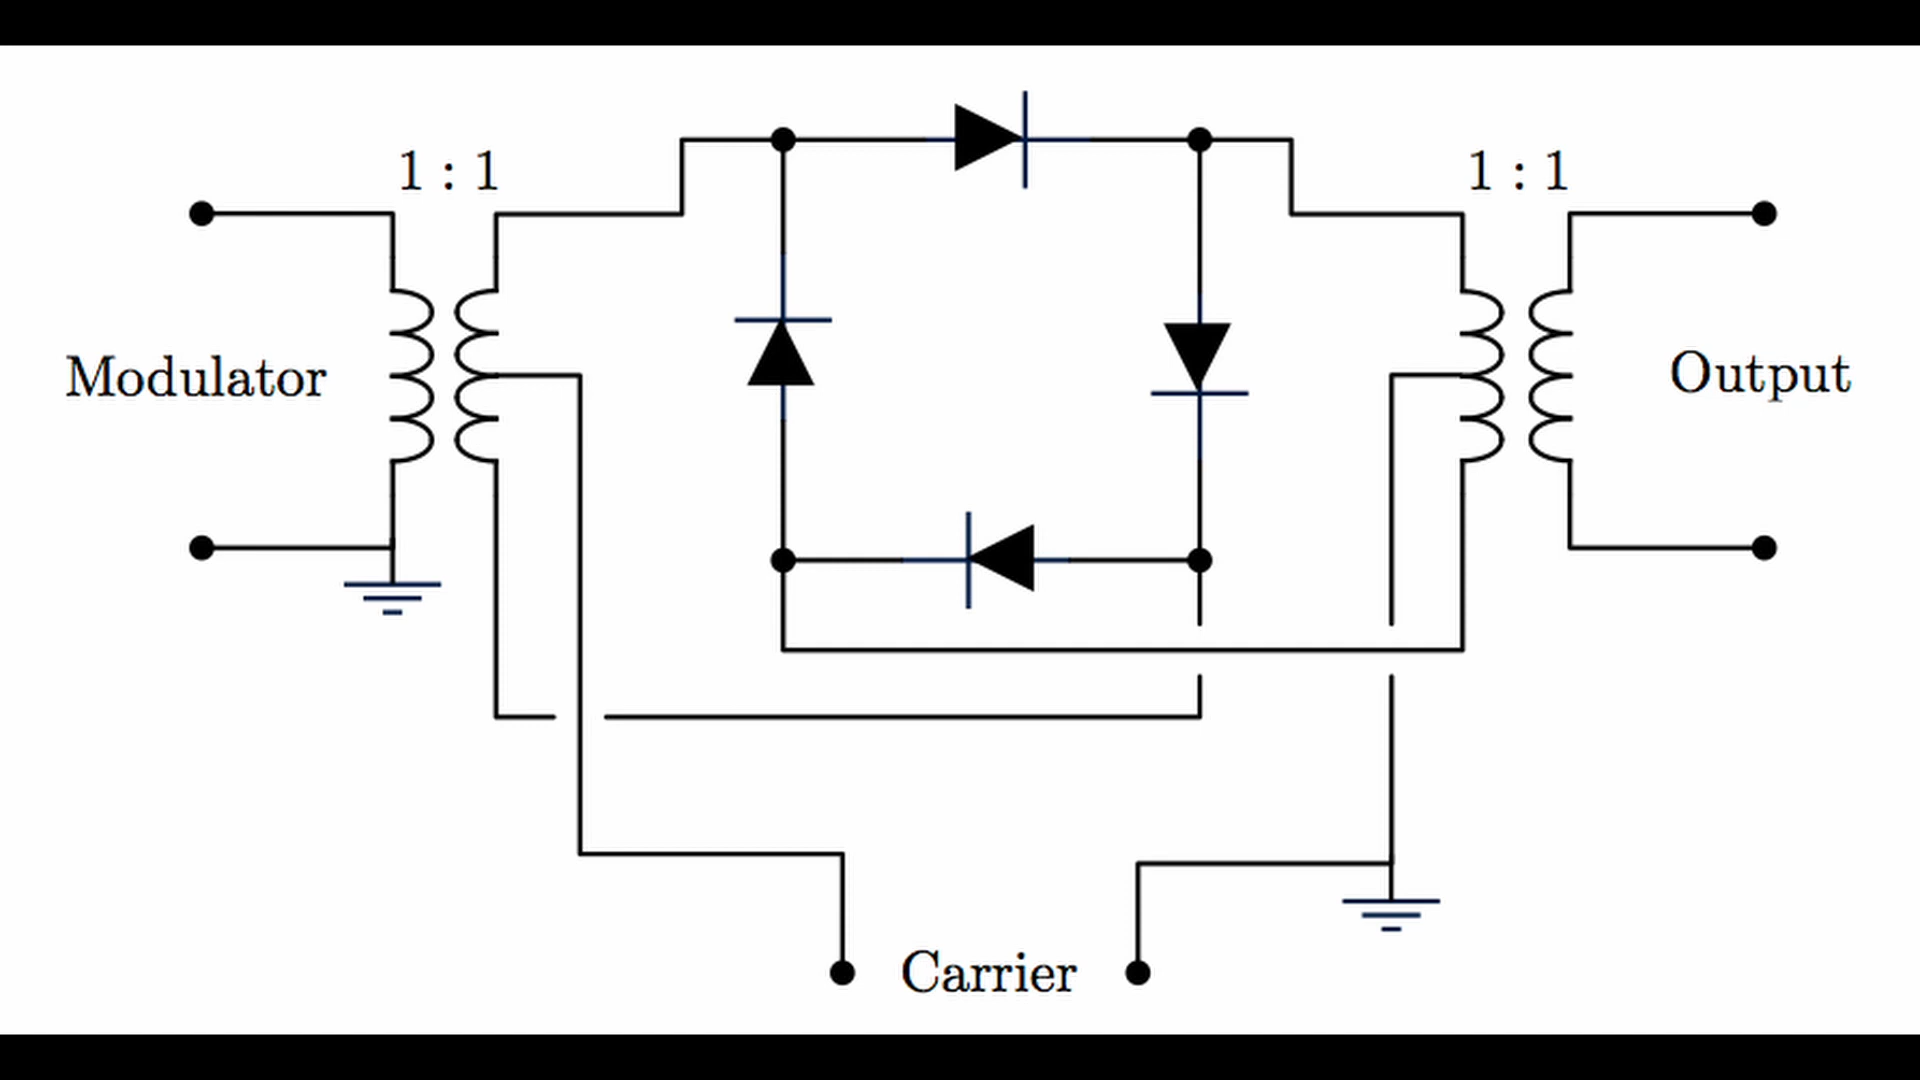 1 : 1
1 : 1
Modulator
Output
Carrier